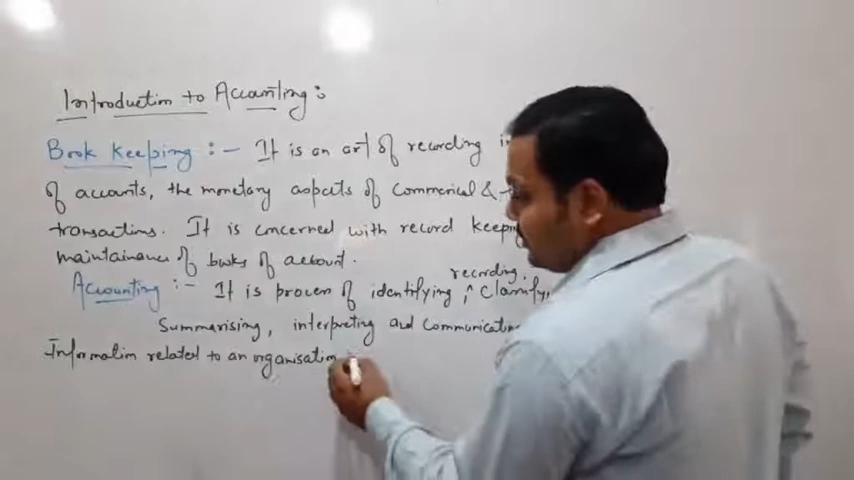 Introduction to Accounting :
Book Keeping : - It is an art of recording
of accounts, the monetary aspects of commerical &
transactions. It is concerned with record keeping
maintainance of books of account.
recording,
Accounting :- It is process of identifying ^ Classify,
Summarising, interpreting and communicating
Information related to an organisation